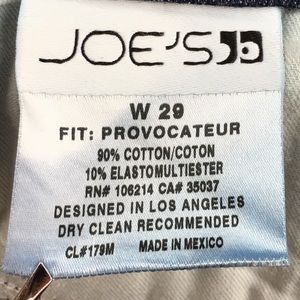 JOE'S
W 29
FIT: PROVOCATEUR
90% COTTON/COTON
10% ELASTOMULTIESTER
RN# 106214 CA# 35037
DESIGNED IN LOS ANGELES
DRY CLEAN RECOMMENDED
CL#179M MADE IN MEXICO